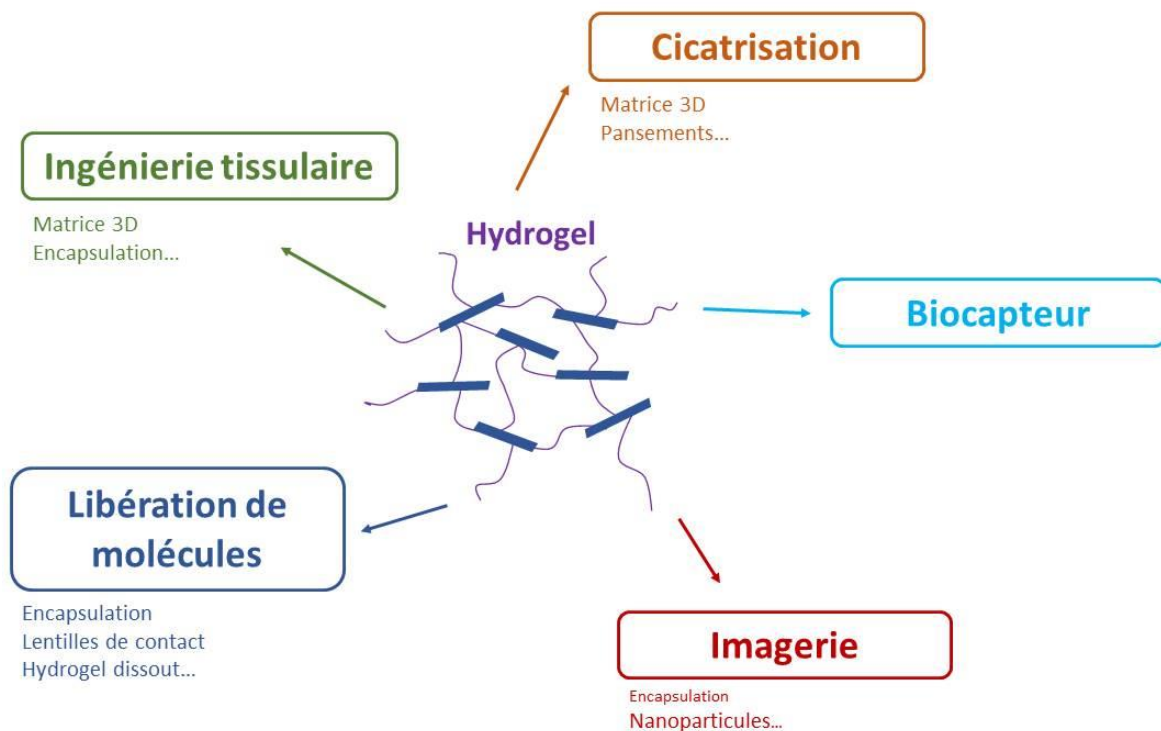 Cicatrisation
Matrice 3D
Pansements...
Ingénierie tissulaire
Matrice 3D
Encapsulation...
Hydrogel
Biocapteur
Libération de
molécules
Encapsulation
Lentilles de contact
Hydrogel dissout...
Imagerie
Encapsulation
Nanoparticules...